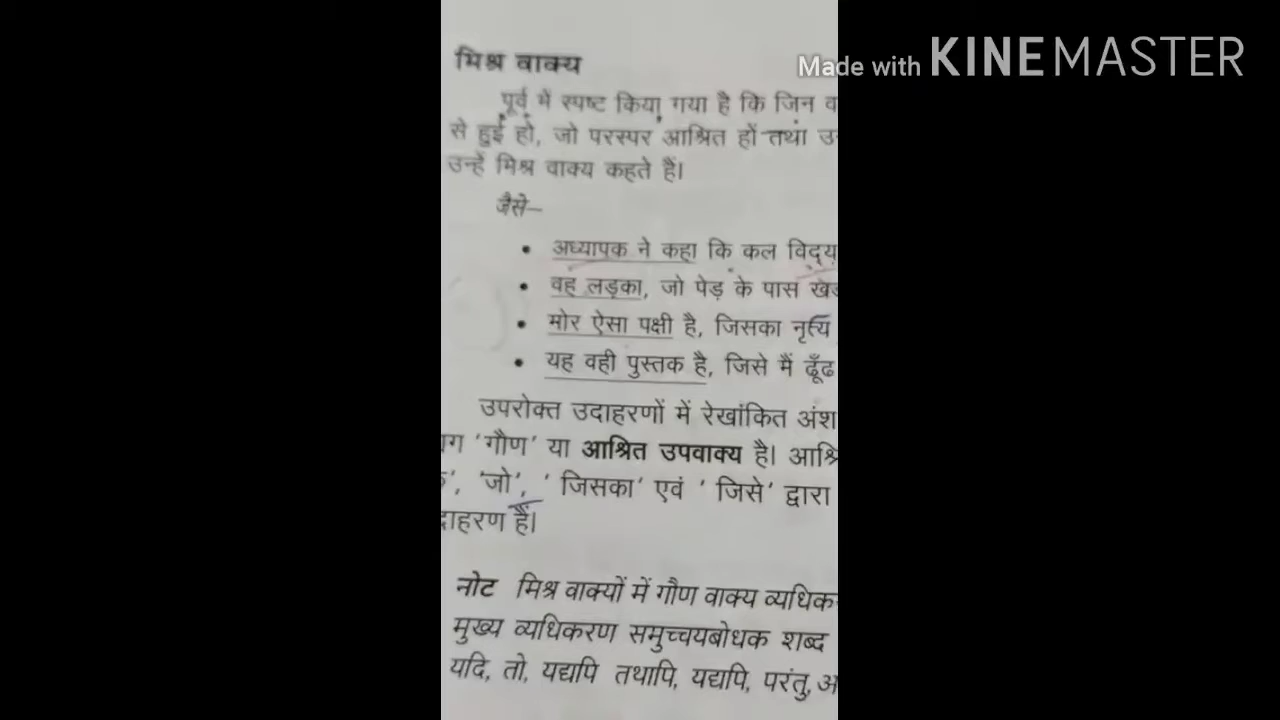 Made with KINEMASTER
मिश्र वाक्य
पूर्व में स्पष्ट किया गया है कि जिन
से हुई हो, जो परस्पर आश्रित हों तथा
उन्हें मिश्र वाक्य कहते हैं।
जैसे–
• अध्यापक ने कहा कि कल
• वह लड़का, जो पेड़ के पास
• मोर ऐसा पक्षी है, जिसका नृत्य
• यह वही पुस्तक है, जिसे मैं ढूँढ
उपरोक्त उदाहरणों में रेखांकित अंश
'गौण' या आश्रित उपवाक्य है।
'जो', 'जिसका' एवं 'जिसे' द्वारा
हैं।
नोट मिश्र वाक्यों में गौण वाक्य
मुख्य व्यधिकरण समुच्चयबोधक शब्द
यदि, तो, यद्यपि तथापि, यद्यपि, परंतु,